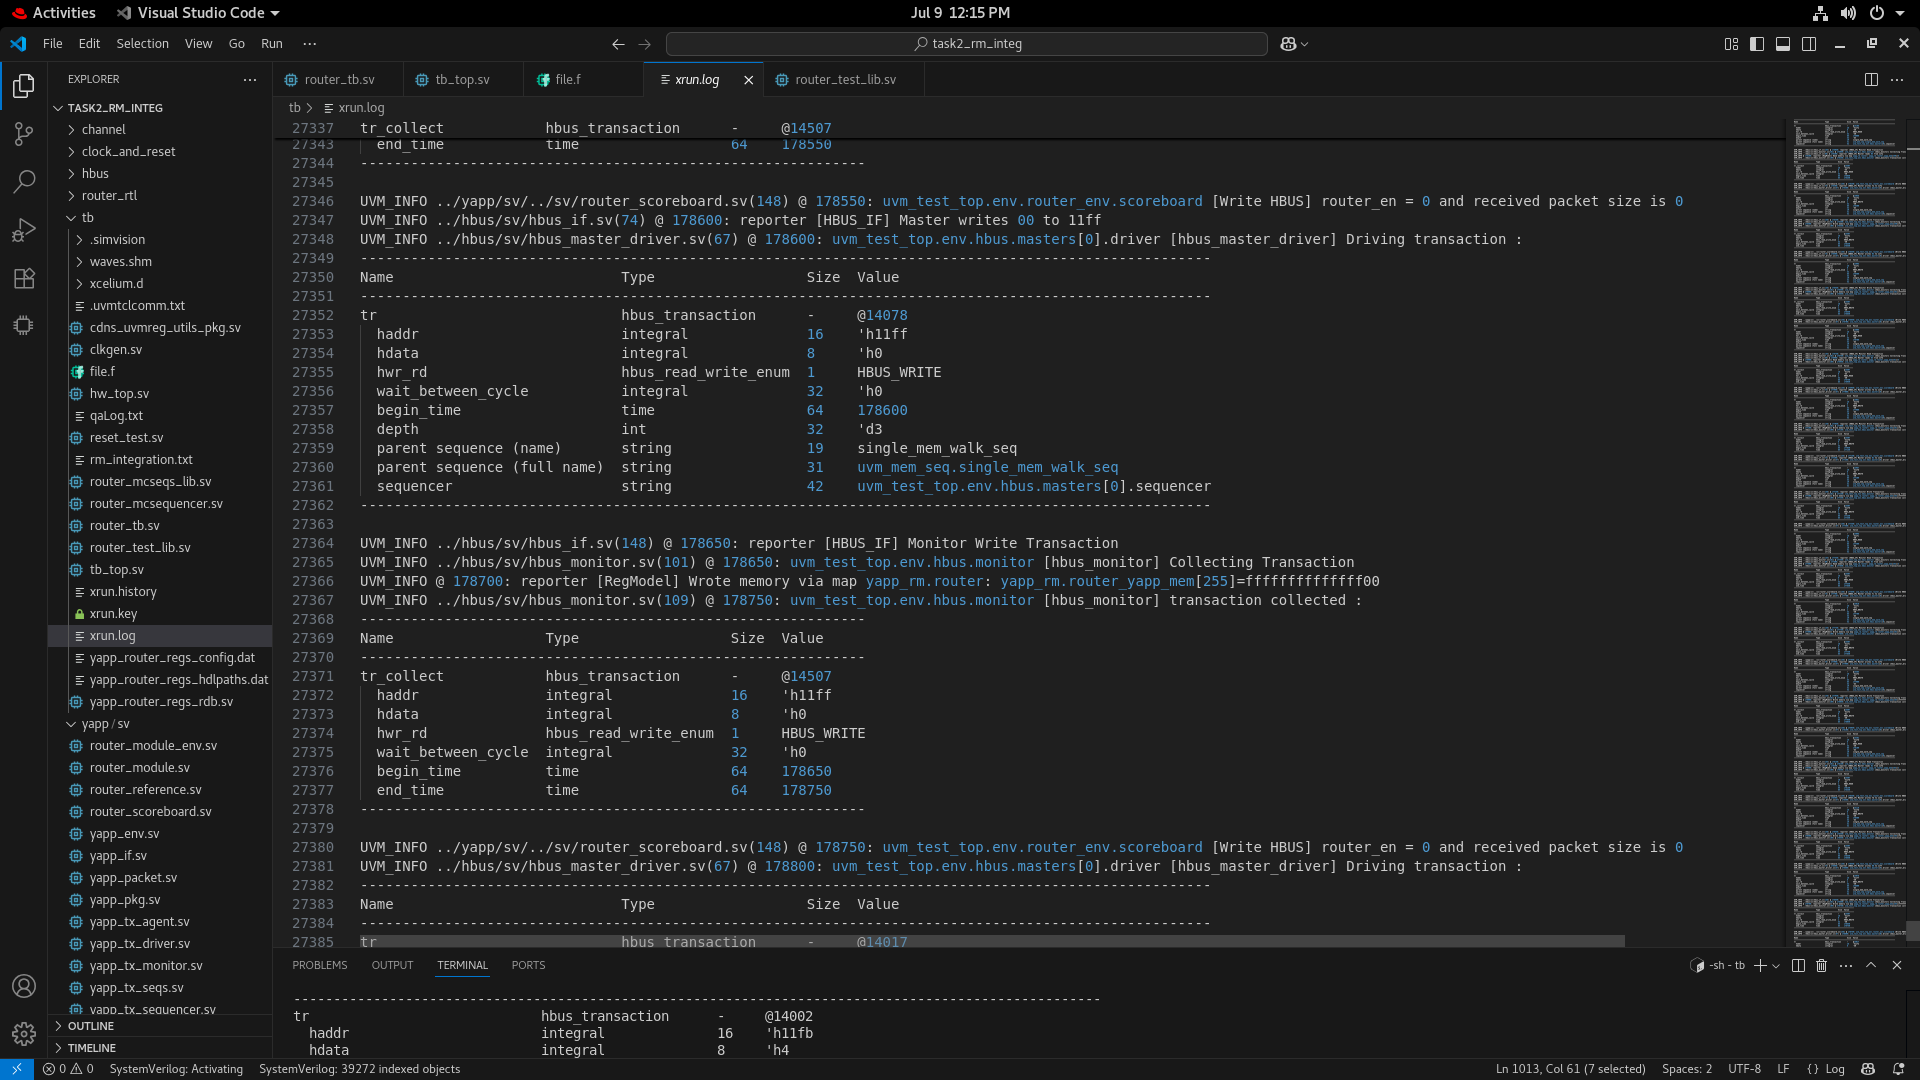 Activities
Visual Studio Code
Jul 9 12:15 PM
File Edit Selection View Go Run ···
task2_rm_integ
EXPLORER ···
router_tb.sv
tb_top.sv
file.f
xrun.log
router_test_lib.sv
tb > xrun.log
TASK2_RM_INTEG
channel
clock_and_reset
hbus
router_rtl
tb
.simvision
waves.shm
xcelium.d
.uvmtclcomm.txt
cdns_uvmreg_utils_pkg.sv
clkgen.sv
file.f
hw_top.sv
qaLog.txt
reset_test.sv
rm_integration.txt
router_mcseqs_lib.sv
router_mcsequencer.sv
router_tb.sv
router_test_lib.sv
tb_top.sv
xrun.history
xrun.key
xrun.log
yapp_router_regs_config.dat
yapp_router_regs_hdlpaths.dat
yapp_router_regs_rdb.sv
yapp / sv
router_module_env.sv
router_module.sv
router_reference.sv
router_scoreboard.sv
yapp_env.sv
yapp_if.sv
yapp_packet.sv
yapp_pkg.sv
yapp_tx_agent.sv
yapp_tx_driver.sv
yapp_tx_monitor.sv
yapp_tx_seqs.sv
yapp_tx_sequencer.sv
OUTLINE
TIMELINE
27337 tr_collect hbus_transaction - @14507
27343 end_time time 64 178550
27344 ------------------------------------------------------------
27345
27346 UVM_INFO ../yapp/sv/../sv/router_scoreboard.sv(148) @ 178550: uvm_test_top.env.router_env.scoreboard [Write HBUS] router_en = 0 and received packet size is 0
27347 UVM_INFO ../hbus/sv/hbus_if.sv(74) @ 178600: reporter [HBUS_IF] Master writes 00 to 11ff
27348 UVM_INFO ../hbus/sv/hbus_master_driver.sv(67) @ 178600: uvm_test_top.env.hbus.masters[0].driver [hbus_master_driver] Driving transaction :
27349 -----------------------------------------------------------------------------------------------------
27350 Name Type Size Value
27351 -----------------------------------------------------------------------------------------------------
27352 tr hbus_transaction - @14078
27353 haddr integral 16 'h11ff
27354 hdata integral 8 'h0
27355 hwr_rd hbus_read_write_enum 1 HBUS_WRITE
27356 wait_between_cycle integral 32 'h0
27357 begin_time time 64 178600
27358 depth int 32 'd3
27359 parent sequence (name) string 19 single_mem_walk_seq
27360 parent sequence (full name) string 31 uvm_mem_seq.single_mem_walk_seq
27361 sequencer string 42 uvm_test_top.env.hbus.masters[0].sequencer
27362 -----------------------------------------------------------------------------------------------------
27363
27364 UVM_INFO ../hbus/sv/hbus_if.sv(148) @ 178650: reporter [HBUS_IF] Monitor Write Transaction
27365 UVM_INFO ../hbus/sv/hbus_monitor.sv(101) @ 178650: uvm_test_top.env.hbus.monitor [hbus_monitor] Collecting Transaction
27366 UVM_INFO @ 178700: reporter [RegModel] Wrote memory via map yapp_rm.router: yapp_rm.router_yapp_mem[255]=ffffffffffffff00
27367 UVM_INFO ../hbus/sv/hbus_monitor.sv(109) @ 178750: uvm_test_top.env.hbus.monitor [hbus_monitor] transaction collected :
27368 ------------------------------------------------------------
27369 Name Type Size Value
27370 ------------------------------------------------------------
27371 tr_collect hbus_transaction - @14507
27372 haddr integral 16 'h11ff
27373 hdata integral 8 'h0
27374 hwr_rd hbus_read_write_enum 1 HBUS_WRITE
27375 wait_between_cycle integral 32 'h0
27376 begin_time time 64 178650
27377 end_time time 64 178750
27378 ------------------------------------------------------------
27379
27380 UVM_INFO ../yapp/sv/../sv/router_scoreboard.sv(148) @ 178750: uvm_test_top.env.router_env.scoreboard [Write HBUS] router_en = 0 and received packet size is 0
27381 UVM_INFO ../hbus/sv/hbus_master_driver.sv(67) @ 178800: uvm_test_top.env.hbus.masters[0].driver [hbus_master_driver] Driving transaction :
27382 -----------------------------------------------------------------------------------------------------
27383 Name Type Size Value
27384 -----------------------------------------------------------------------------------------------------
27385 tr hbus_transaction - @14017
PROBLEMS OUTPUT TERMINAL PORTS
-sh - tb
-----------------------------------------------------------------------------------------------------
tr hbus_transaction - @14002
haddr integral 16 'h11fb
hdata integral 8 'h4
0 0 SystemVerilog: Activating SystemVerilog: 39272 indexed objects
Ln 1013, Col 61 (7 selected) Spaces: 2 UTF-8 LF {} Log